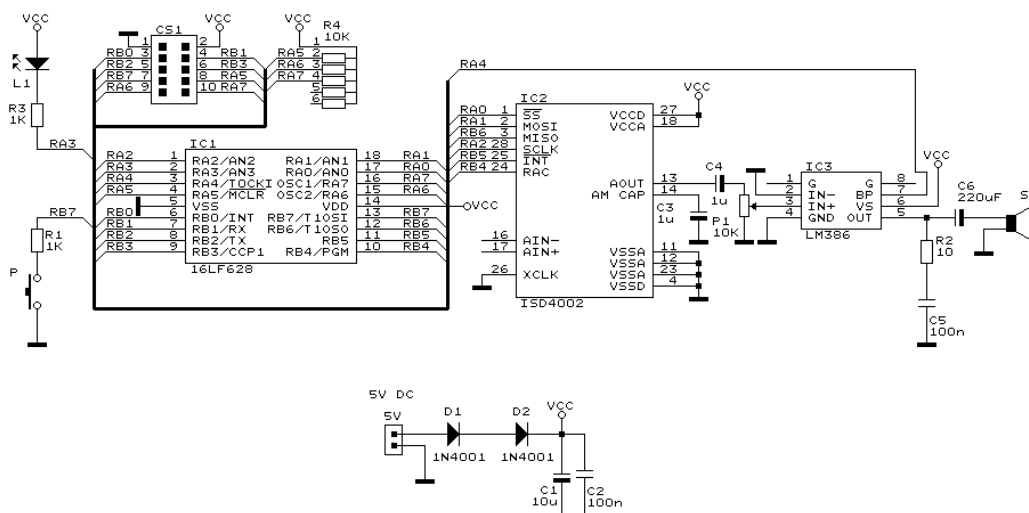 VCC
L1
R3
1K
RA3
RB7
R1
1K
P
CS1
VCC
1 2
RB0 3 4 RB1
RB2 5 6 RB3
RB7 7 8 RA5
RA6 9 10 RA7
VCC
R4
10K
1
RA5 2
RA6 3
RA7 4
5
6
IC1
RA2 1 RA2/AN2 RA1/AN1 18 RA1
RA3 2 RA3/AN3 RA0/AN0 17 RA0
RA4 3 RA4/TOCKI OSC1/RA7 16 RA7
RA5 4 RA5/MCLR OSC2/RA6 15 RA6
5 VSS VDD 14 VCC
RB0 6 RB0/INT RB7/T1OSI 13 RB7
RB1 7 RB1/RX RB6/T1OSO 12 RB6
RB2 8 RB2/TX RB5 11 RB5
RB3 9 RB3/CCP1 RB4/PGM 10 RB4
16LF628
RA4
IC2
RA0 1 SS VCCD 27 VCC
RA1 2 MOSI VCCA 18
RB6 3 MISO
RA2 28 SCLK
RB5 25 INT
RB4 24 RAC
AOUT 13
AM CAP 14
16 AIN-
17 AIN+
26 XCLK
VSSA 11
VSSA 12
VSSA 23
VSSD 4
ISD4002
C4
1u
C3
1u
P1
10K
IC3
1 G G 8
2 IN- BP 7
3 IN+ VS 6
4 GND OUT 5
LM386
VCC
C6
220uF
S
R2
10
C5
100n
5V DC
5V
D1
1N4001
D2
1N4001
VCC
C1
10u
C2
100n